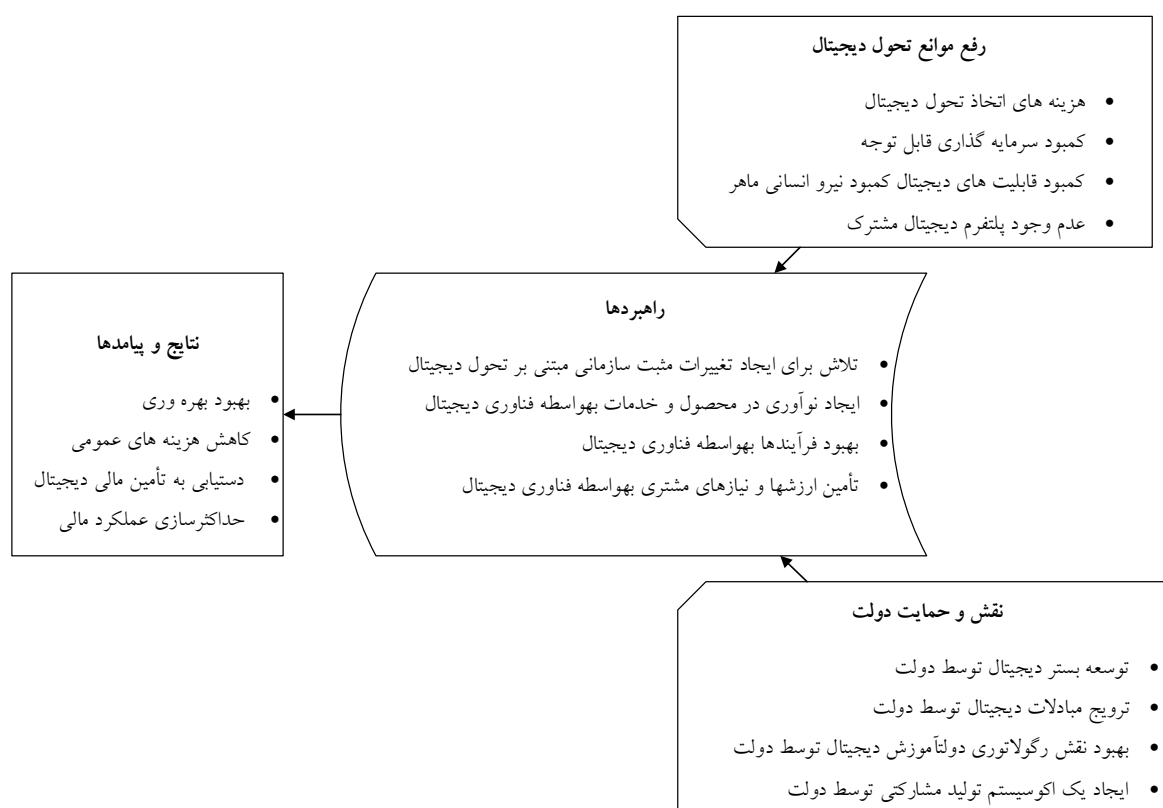 رفع موانع تحول دیجیتال
• هزینه های اتخاذ تحول دیجیتال
• کمبود سرمایه گذاری قابل توجه
• کمبود قابلیت های دیجیتال کمبود نیرو انسانی ماهر
• عدم وجود پلتفرم دیجیتال مشترک
راهبردها
• تلاش برای ایجاد تغییرات مثبت سازمانی مبتنی بر تحول دیجیتال
• ایجاد نوآوری در محصول و خدمات بهواسطه فناوری دیجیتال
• بهبود فرآیندها بهواسطه فناوری دیجیتال
• تأمین ارزشها و نیازهای مشتری بهواسطه فناوری دیجیتال
نتایج و پیامدها
• بهبود بهره وری
• کاهش هزینه های عمومی
• دستیابی به تأمین مالی دیجیتال
• حداکثرسازی عملکرد مالی
نقش و حمایت دولت
• توسعه بستر دیجیتال توسط دولت
• ترویج مبادلات دیجیتال توسط دولت
• بهبود نقش رگولاتوری دولتآموزش دیجیتال توسط دولت
• ایجاد یک اکوسیستم تولید مشارکتی توسط دولت